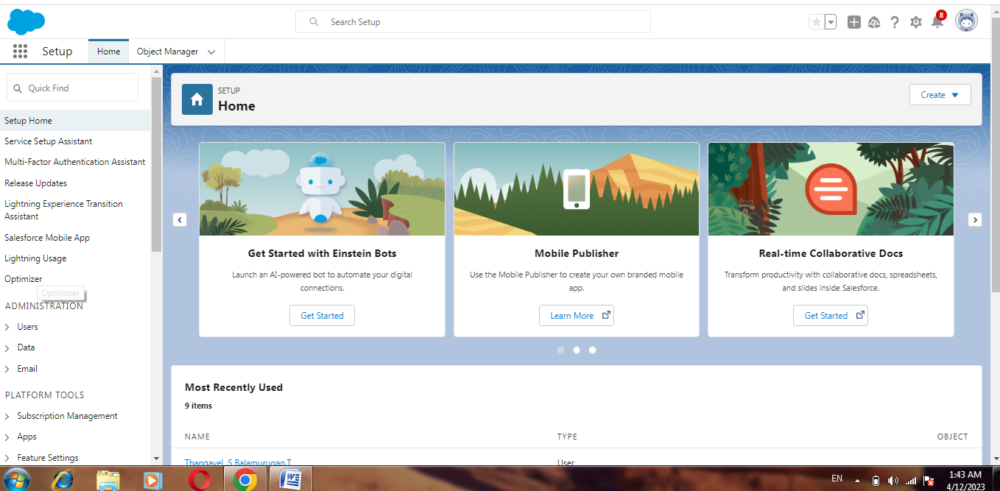 Search Setup
8
Setup
Home
Object Manager
Quick Find
Setup Home
Service Setup Assistant
Multi-Factor Authentication Assistant
Release Updates
Lightning Experience Transition
Assistant
Salesforce Mobile App
Lightning Usage
Optimizer
Optimizer
ADMINISTRATION
Users
Data
Email
PLATFORM TOOLS
Subscription Management
Apps
Feature Settings
SETUP
Home
Create
Get Started with Einstein Bots
Launch an AI-powered bot to automate your digital
connections.
Get Started
Mobile Publisher
Use the Mobile Publisher to create your own branded mobile
app.
Learn More
Real-time Collaborative Docs
Transform productivity with collaborative docs, spreadsheets,
and slides inside Salesforce.
Get Started
Most Recently Used
9 items
NAME TYPE OBJECT
Thangavel S Balamurugan T User
EN
1:43 AM
4/12/2023